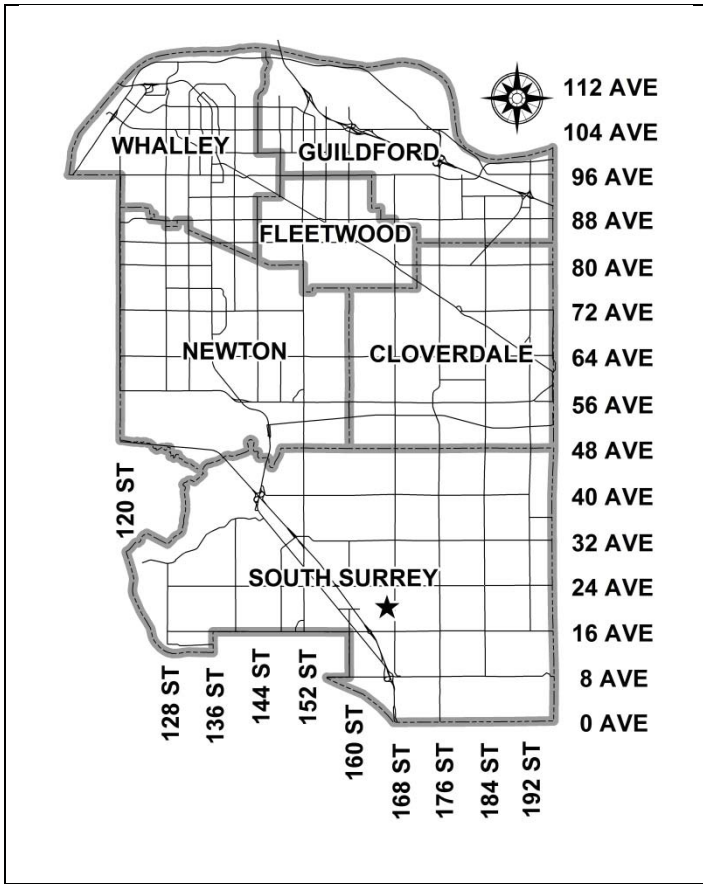 112 AVE
104 AVE
WHALLEY
GUILDFORD
96 AVE
88 AVE
FLEETWOOD
80 AVE
72 AVE
NEWTON
CLOVERDALE
64 AVE
56 AVE
48 AVE
120 ST
40 AVE
32 AVE
SOUTH SURREY
24 AVE
16 AVE
8 AVE
0 AVE
128 ST
136 ST
144 ST
152 ST
160 ST
168 ST
176 ST
184 ST
192 ST